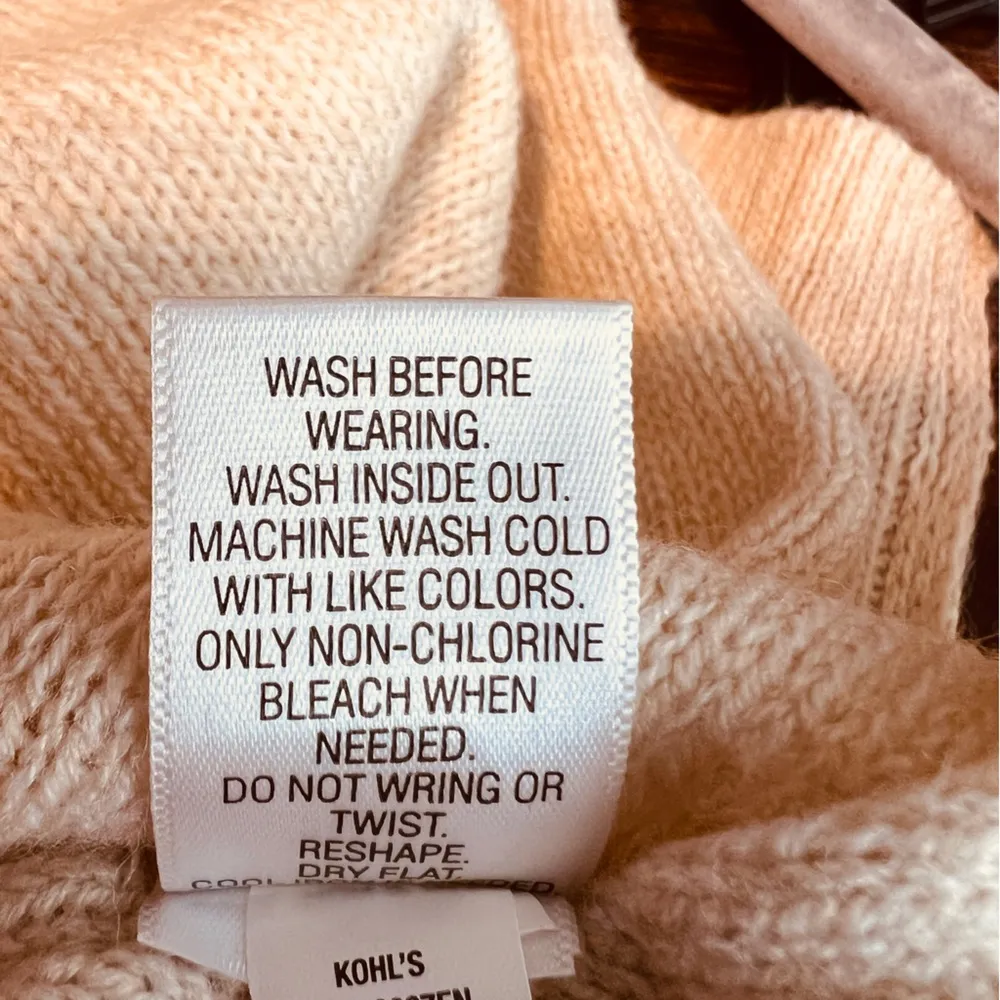 WASH BEFORE
WEARING.
WASH INSIDE OUT.
MACHINE WASH COLD
WITH LIKE COLORS.
ONLY NON-CHLORINE
BLEACH WHEN
NEEDED.
DO NOT WRING OR
TWIST.
RESHAPE.
DRY FLAT.
COOL
KOHL'S